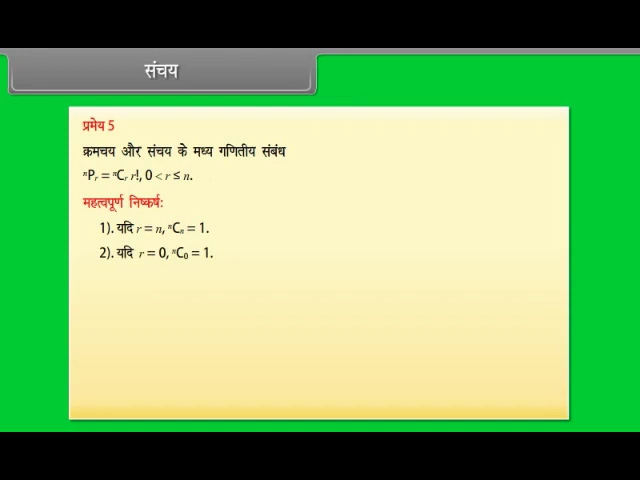 संचय
प्रमेय 5
क्रमचय और संचय के मध्य गणितीय संबंध
ⁿPᵣ = ⁿCᵣ r!, 0 < r ≤ n.
महत्वपूर्ण निष्कर्ष:
1). यदि r = n, ⁿCₙ = 1.
2). यदि r = 0, ⁿC₀ = 1.